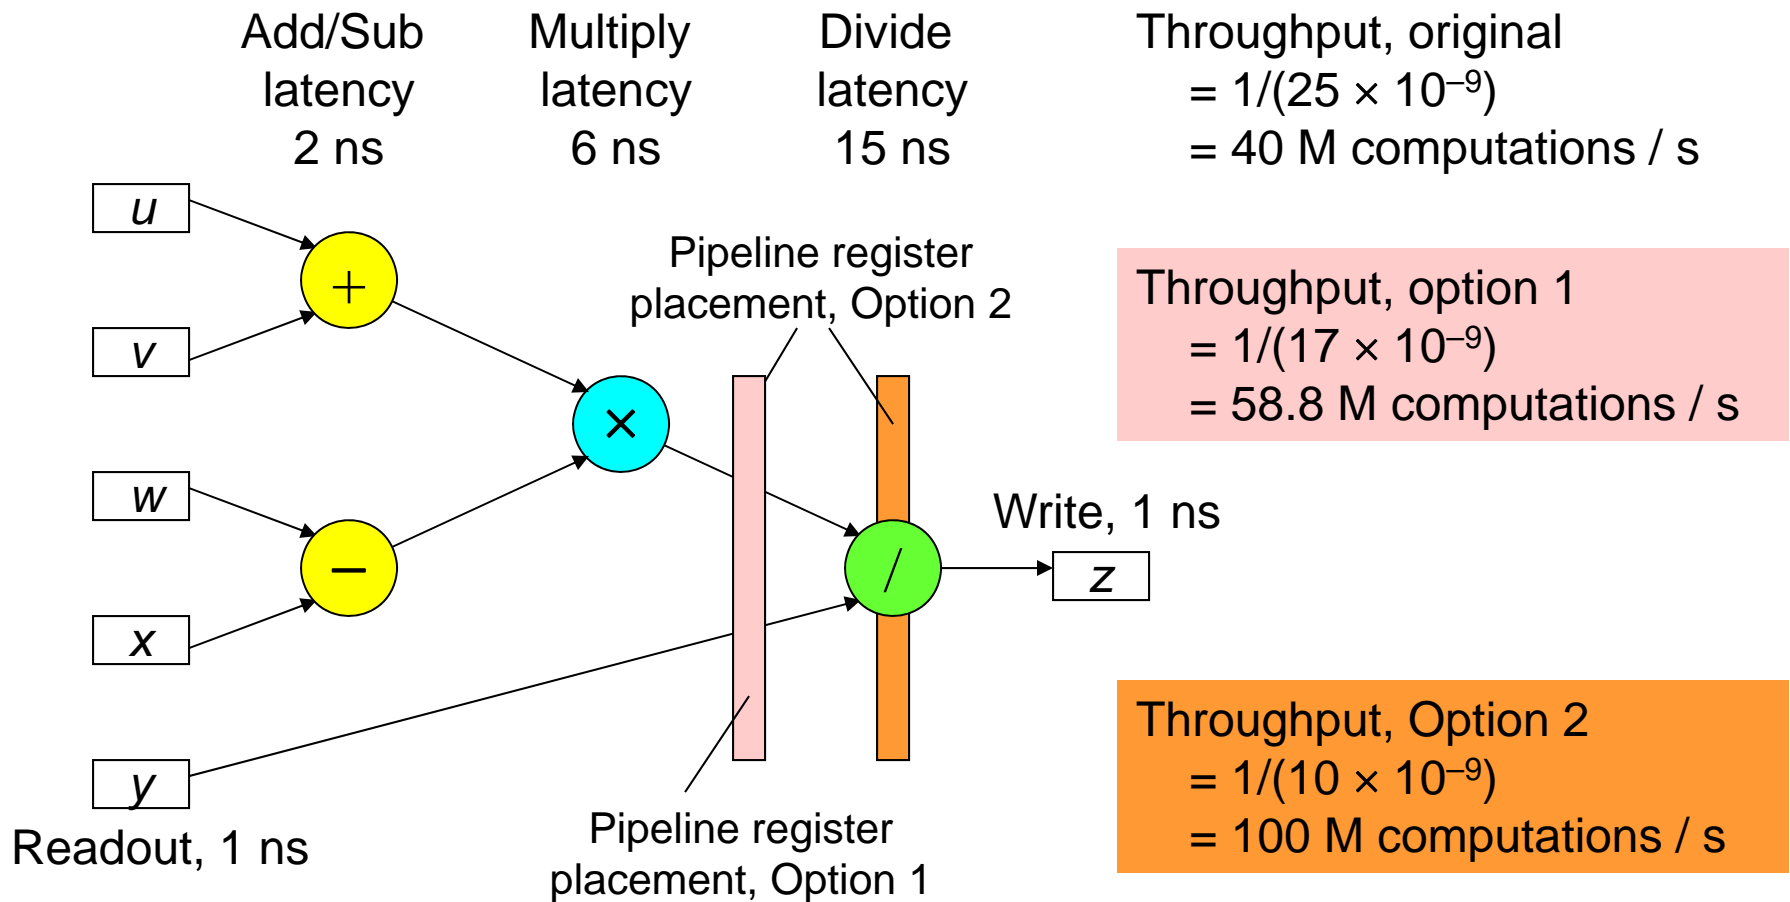 Add/Sub
latency
2 ns
Multiply
latency
6 ns
Divide
latency
15 ns
Throughput, original
= 1/(25 × 10⁻⁹)
= 40 M computations / s
u
v
w
x
y
Readout, 1 ns
+
−
×
/
Pipeline register
placement, Option 2
Pipeline register
placement, Option 1
Write, 1 ns
z
Throughput, option 1
= 1/(17 × 10⁻⁹)
= 58.8 M computations / s
Throughput, Option 2
= 1/(10 × 10⁻⁹)
= 100 M computations / s